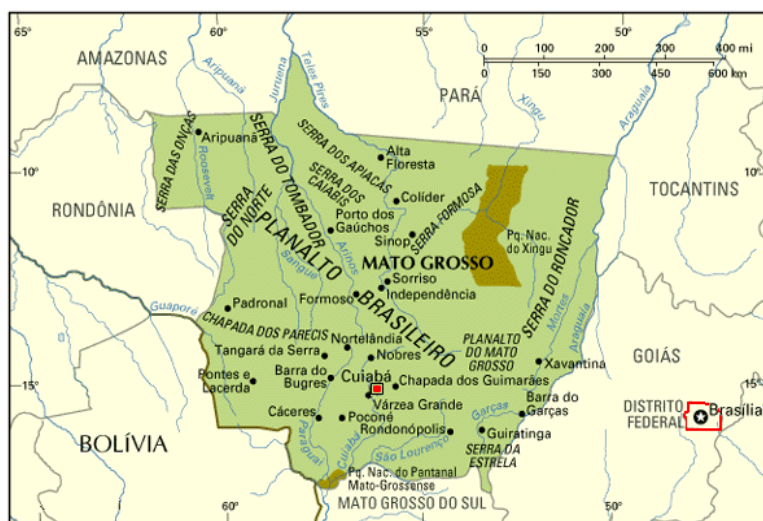 65°
60°
55°
50°
0 100 200 300 400 mi
0 150 300 450 600 km
AMAZONAS
Aripuanã
Juruena
Teles Pires
PARÁ
Xingu
Araguaia
SERRA DAS ONÇAS
Aripuanã
Roosevelt
SERRA DO TOMBADOR
SERRA DOS APIACÁS
Alta
Floresta
10°
10°
TOCANTINS
RONDÔNIA
SERRA
DO NORTE
SERRA DOS
CAIABIS
Colíder
Porto dos
Gaúchos
SERRA FORMOSA
Sinop
Pq. Nac.
do Xingu
SERRA DO RONCADOR
PLANALTO
BRASILEIRO
Arinos
Sangue
MATO GROSSO
Sorriso
Independência
Formoso
Guaporé
Padronal
CHAPADA DOS PARECIS
Nortelândia
Tangará da Serra
Nobres
PLANALTO
DO MATO
GROSSO
Mortes
Araguaia
Xavantina
GOIÁS
15°
15°
Pontes e
Lacerda
Barra do
Bugres
Cuiabá
Chapada dos Guimarães
Várzea Grande
Barra do
Garças
Garças
DISTRITO
FEDERAL
Brasília
Cáceres
Poconé
Rondonópolis
Guiratinga
SERRA DA
ESTRELA
BOLÍVIA
Paraguai
Cuiabá
São Lourenço
Pq. Nac. do Pantanal
Mato-Grossense
MATO GROSSO DO SUL
60°
55°
50°